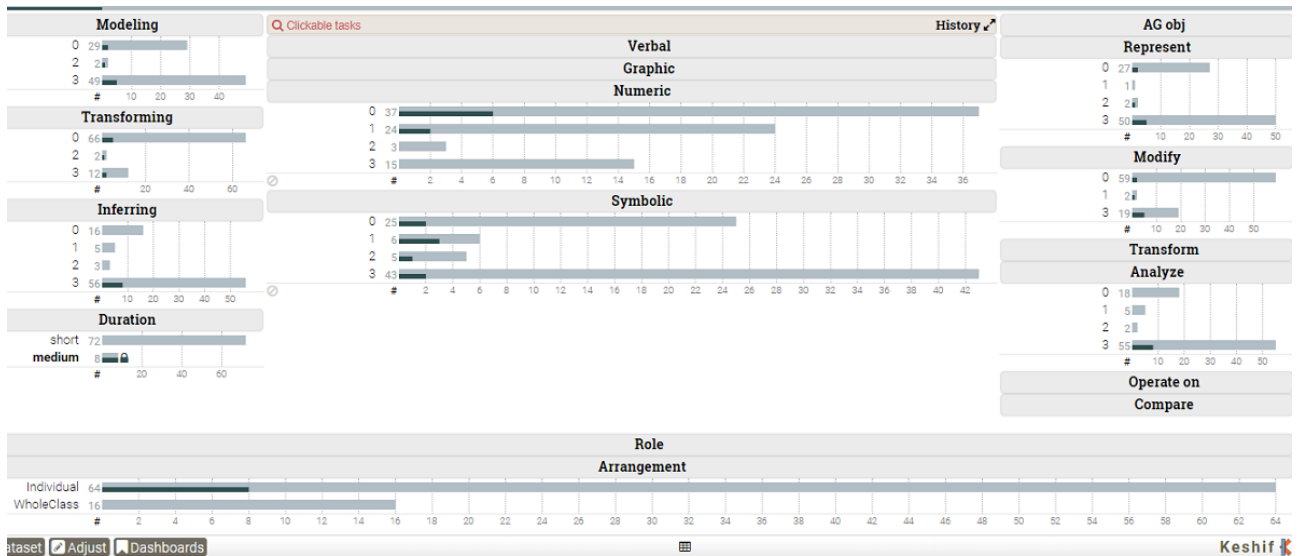 Modeling
0 29
2 2
3 49
# 10 20 30 40
Transforming
0 66
2 2
3 12
# 20 40 60
Inferring
0 16
1 5
2 3
3 56
# 10 20 30 40 50
Duration
short 72
medium 8
# 20 40 60
Clickable tasks History
Verbal
Graphic
Numeric
0 37
1 24
2 3
3 15
# 2 4 6 8 10 12 14 16 18 20 22 24 26 28 30 32 34 36
Symbolic
0 25
1 6
2 5
3 43
# 2 4 6 8 10 12 14 16 18 20 22 24 26 28 30 32 34 36 38 40 42
AG obj
Represent
0 27
1 1
2 2
3 50
# 10 20 30 40 50
Modify
0 59
1 2
3 19
# 10 20 30 40 50
Transform
Analyze
0 18
1 5
2 2
3 55
# 10 20 30 40 50
Operate on
Compare
Role
Arrangement
Individual 64
WholeClass 16
# 2 4 6 8 10 12 14 16 18 20 22 24 26 28 30 32 34 36 38 40 42 44 46 48 50 52 54 56 58 60 62 64
ataset Adjust Dashboards Keshif